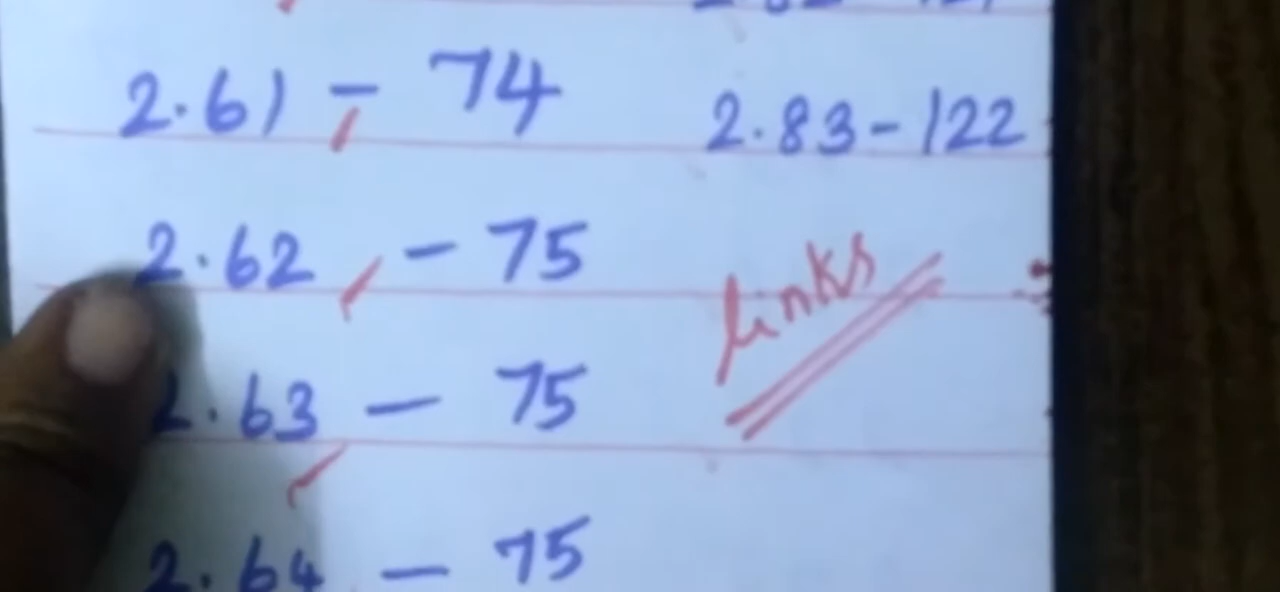 2.61 - 74
2.83 - 122
2.62 - 75
links
2.63 - 75
2.64 - 75